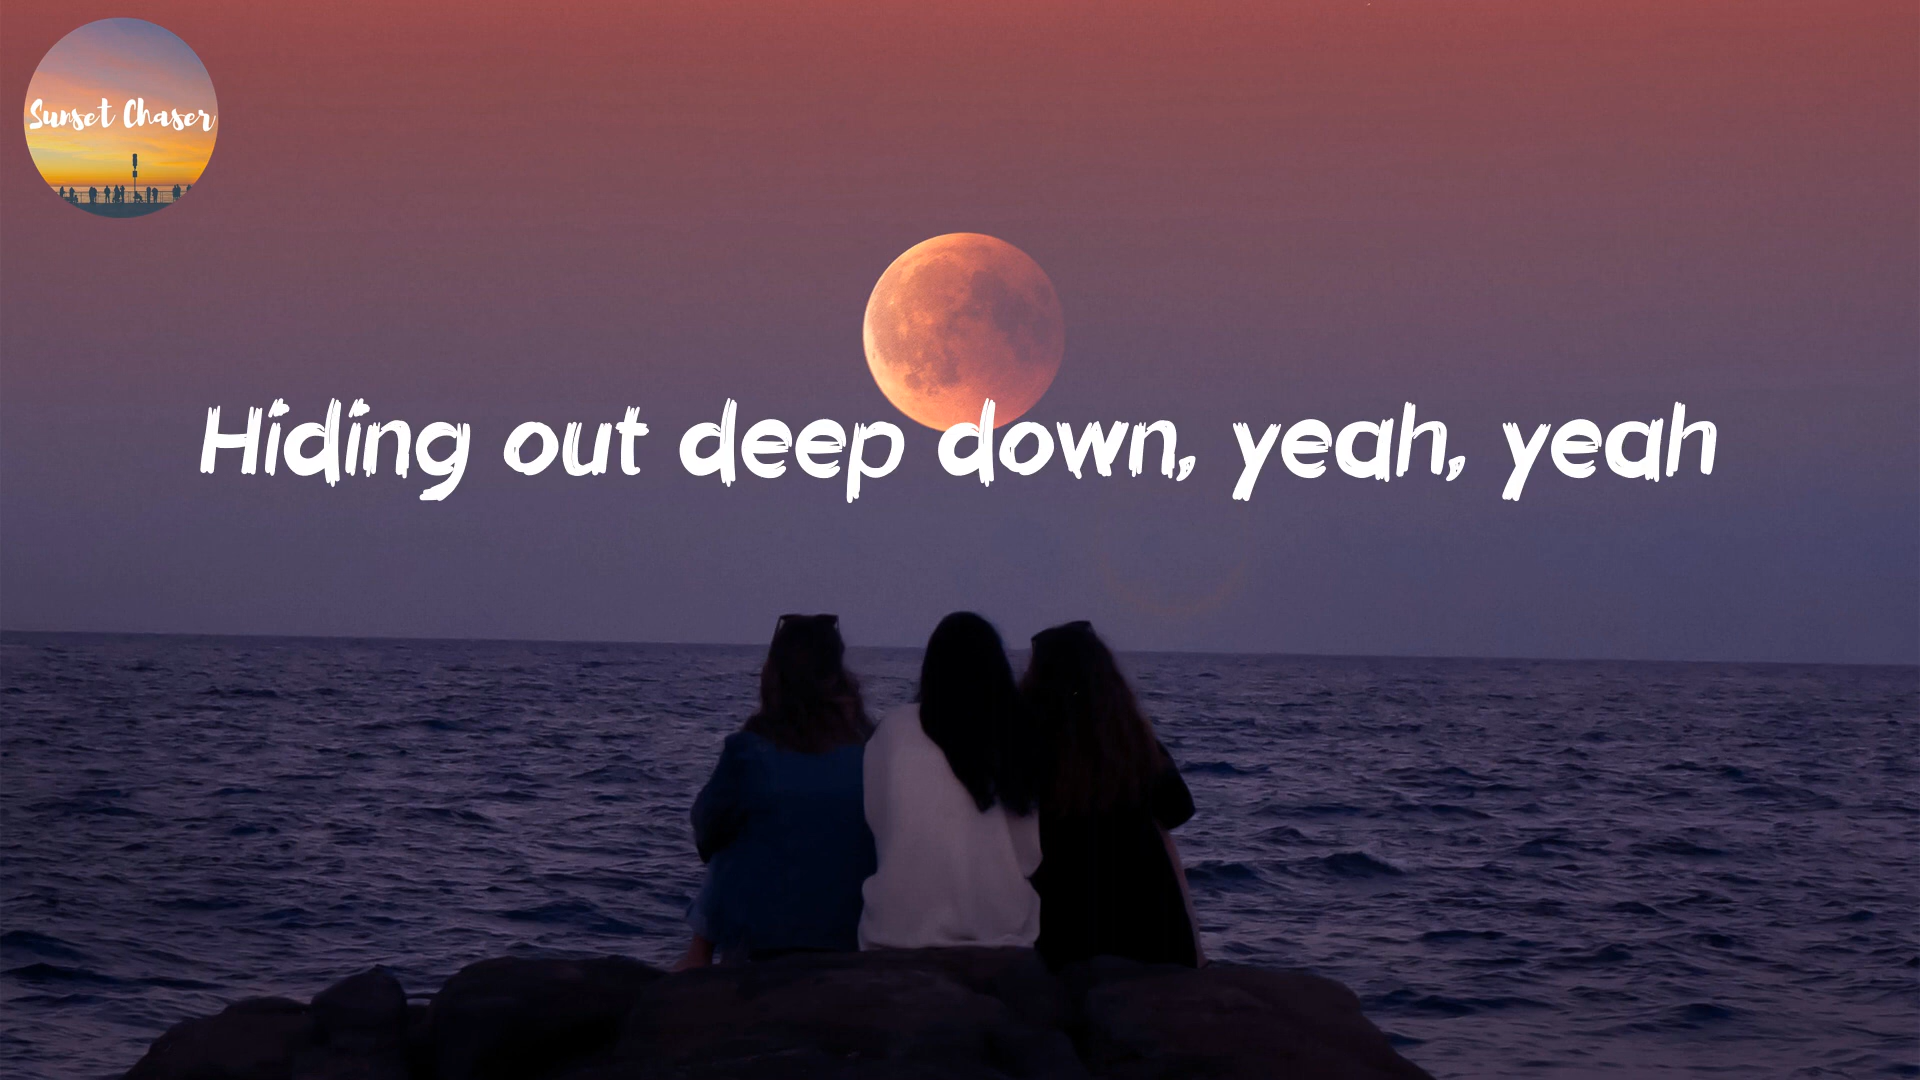 Sunset Chaser
Hiding out deep down, yeah, yeah